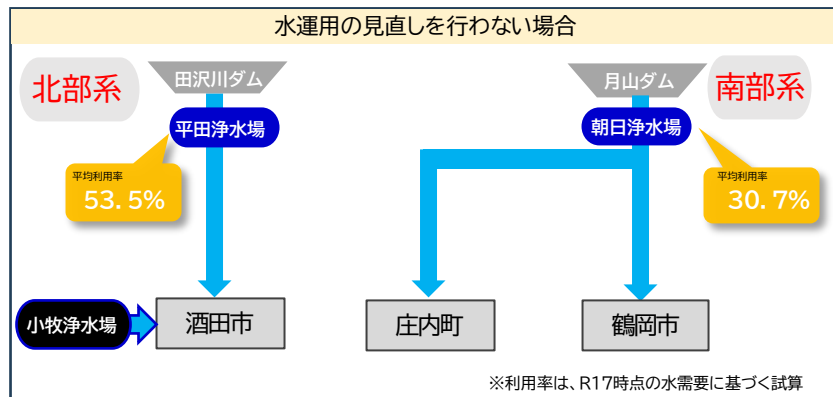 水運用の見直しを行わない場合
北部系
田沢川ダム
平田浄水場
平均利用率
53.5%
月山ダム
南部系
朝日浄水場
平均利用率
30.7%
小牧浄水場
酒田市
庄内町
鶴岡市
※利用率は、R17時点の水需要に基づく試算